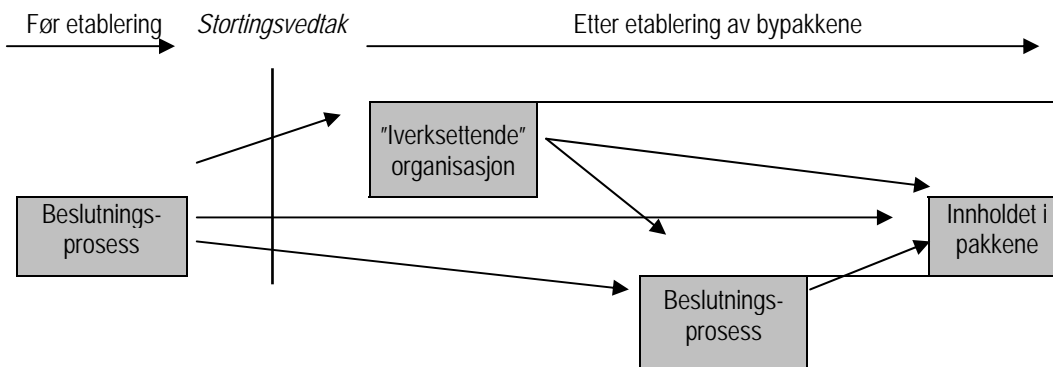 Før etablering
Stortingsvedtak
Etter etablering av bypakkene
"Iverksettende"
organisasjon
Beslutnings-
prosess
Innholdet i
pakkene
Beslutnings-
prosess